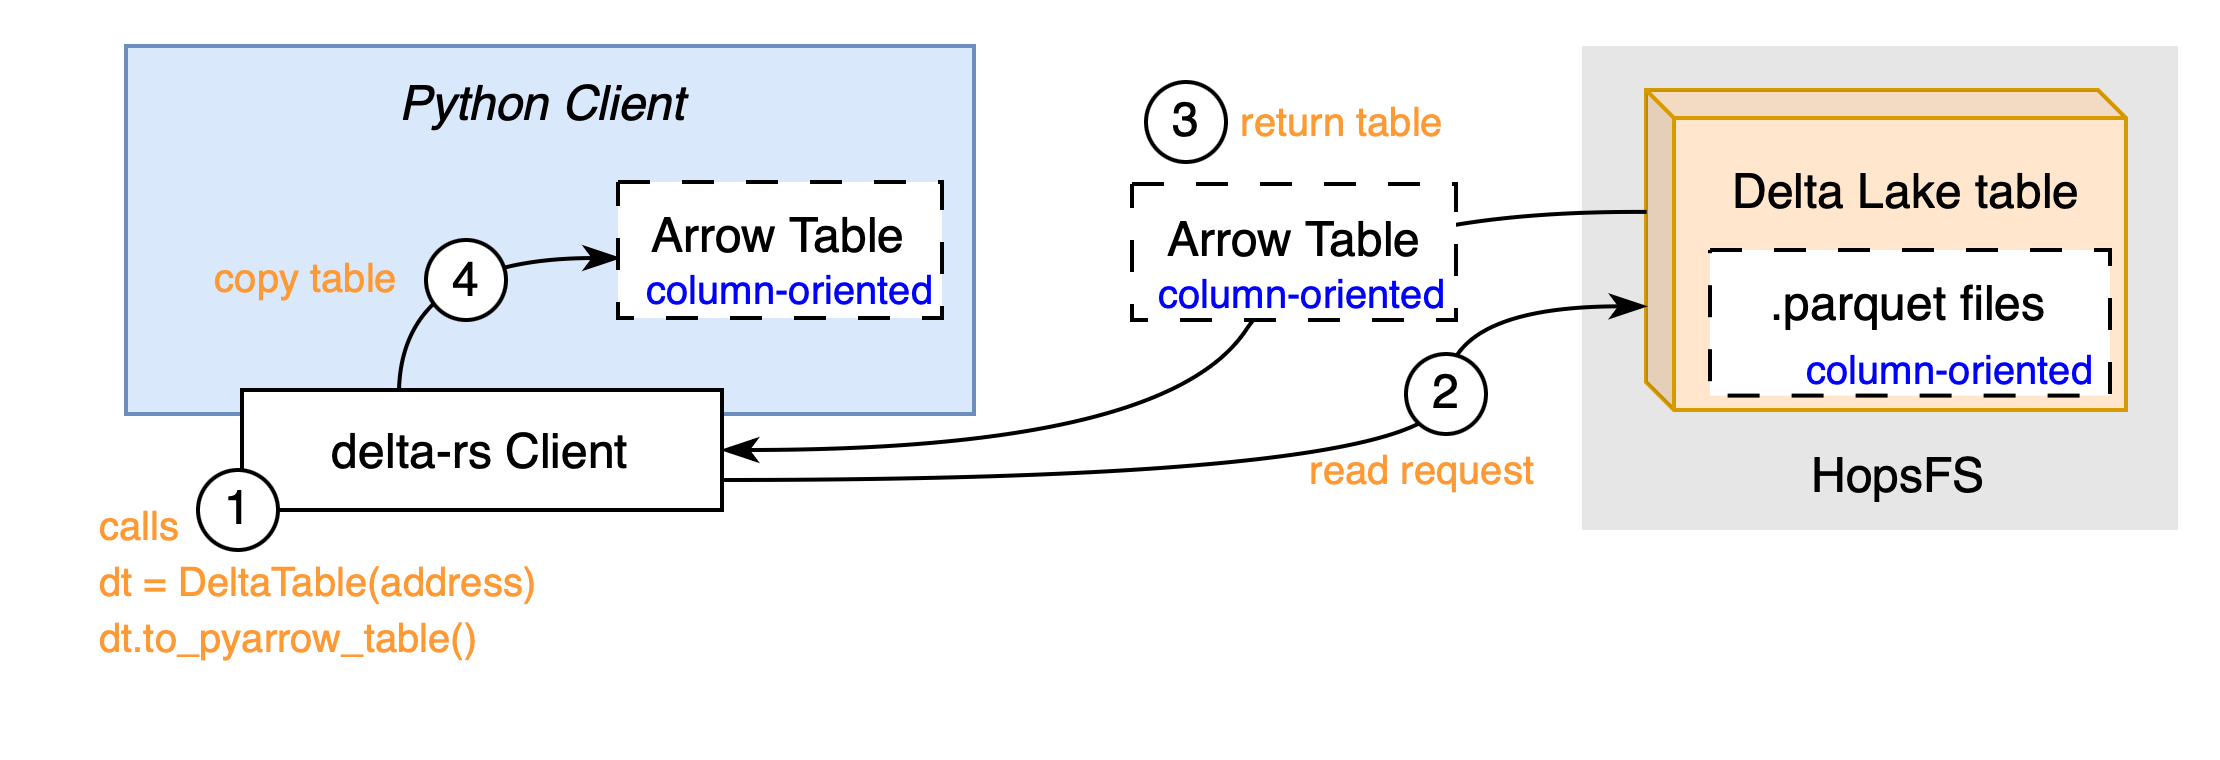 Python Client
Arrow Table
column-oriented
4
copy table
delta-rs Client
1
calls
dt = DeltaTable(address)
dt.to_pyarrow_table()
3
return table
Arrow Table
column-oriented
2
read request
Delta Lake table
.parquet files
column-oriented
HopsFS